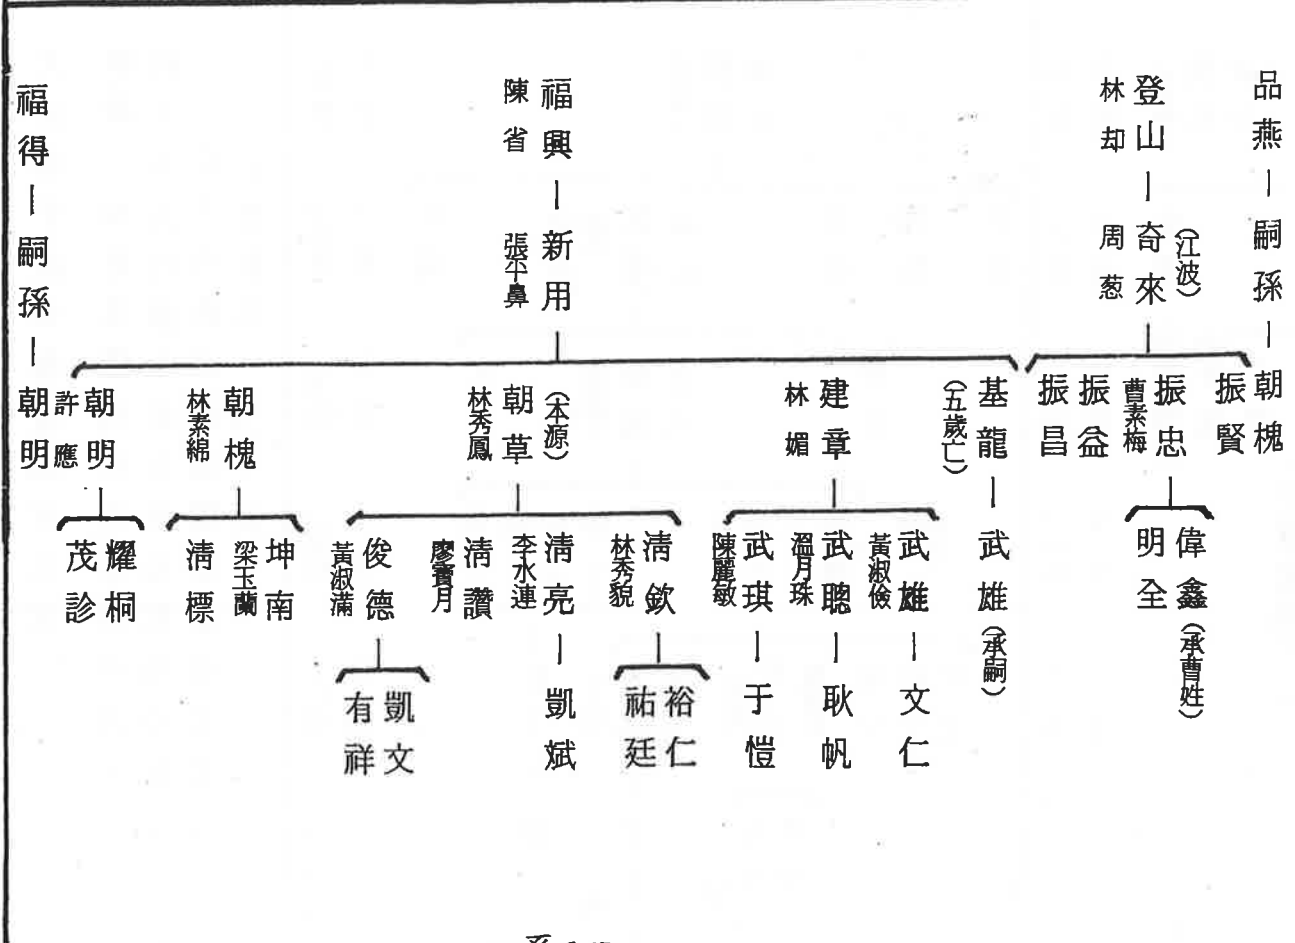 品燕
嗣孫
朝槐
登山
林却
(江波)
奇來
周葱
振賢
振忠
曹素梅
振益
振昌
偉鑫
(承曹姓)
明全
福興
陳省
新用
張罕鼻
基龍
(五歲亡)
武雄
(承嗣)
建章
林媚
武雄
黃淑儉
文仁
武聰
溫月珠
耿帆
武琪
陳麗敏
于愷
(本源)
朝草
林秀鳳
清欽
林秀貌
裕仁
祐廷
清亮
李水連
凱斌
清讚
廖寶月
俊德
黃淑滿
凱文
有祥
朝槐
林素綿
坤南
梁玉蘭
清標
朝明
許應
耀桐
茂診
福得
嗣孫
朝明